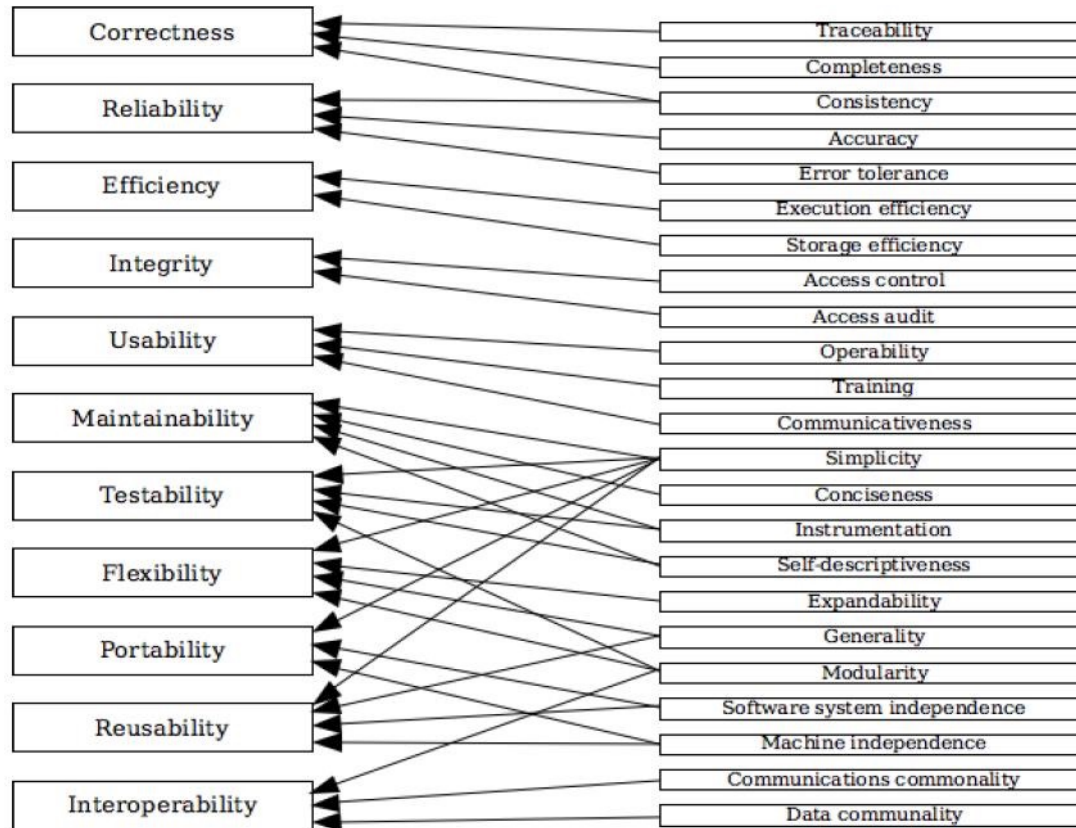 Correctness
Reliability
Efficiency
Integrity
Usability
Maintainability
Testability
Flexibility
Portability
Reusability
Interoperability
Traceability
Completeness
Consistency
Accuracy
Error tolerance
Execution efficiency
Storage efficiency
Access control
Access audit
Operability
Training
Communicativeness
Simplicity
Conciseness
Instrumentation
Self-descriptiveness
Expandability
Generality
Modularity
Software system independence
Machine independence
Communications commonality
Data communality